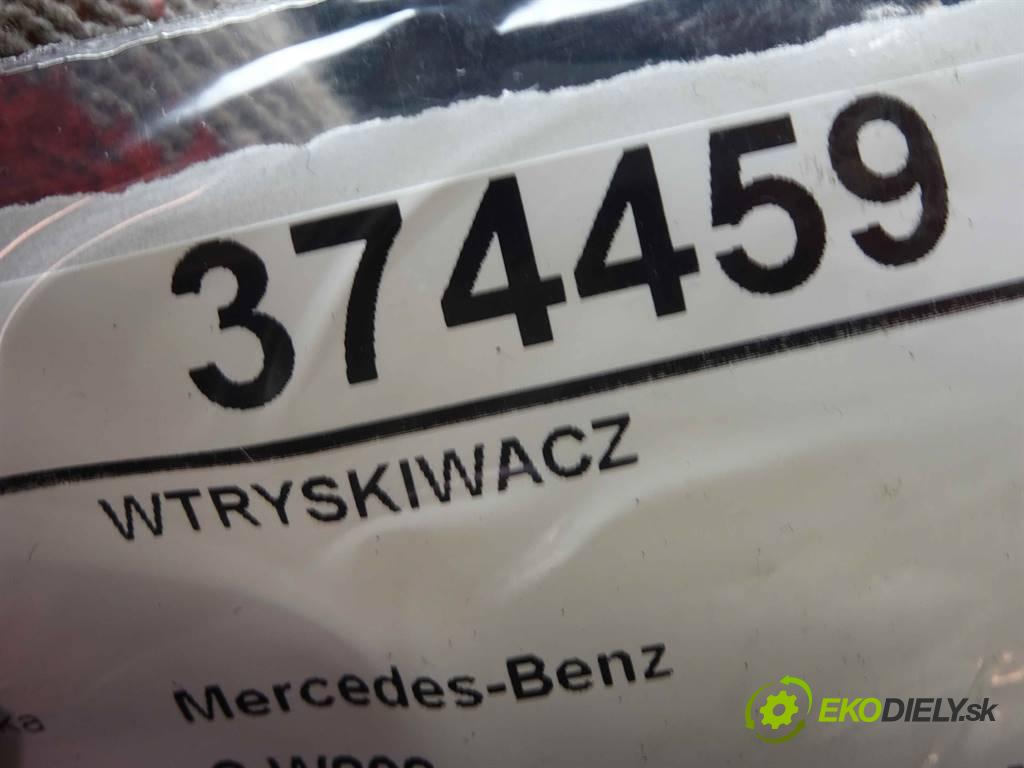 374459
WTRYSKIWACZ
Mercedes-Benz
EKODIELY.sk